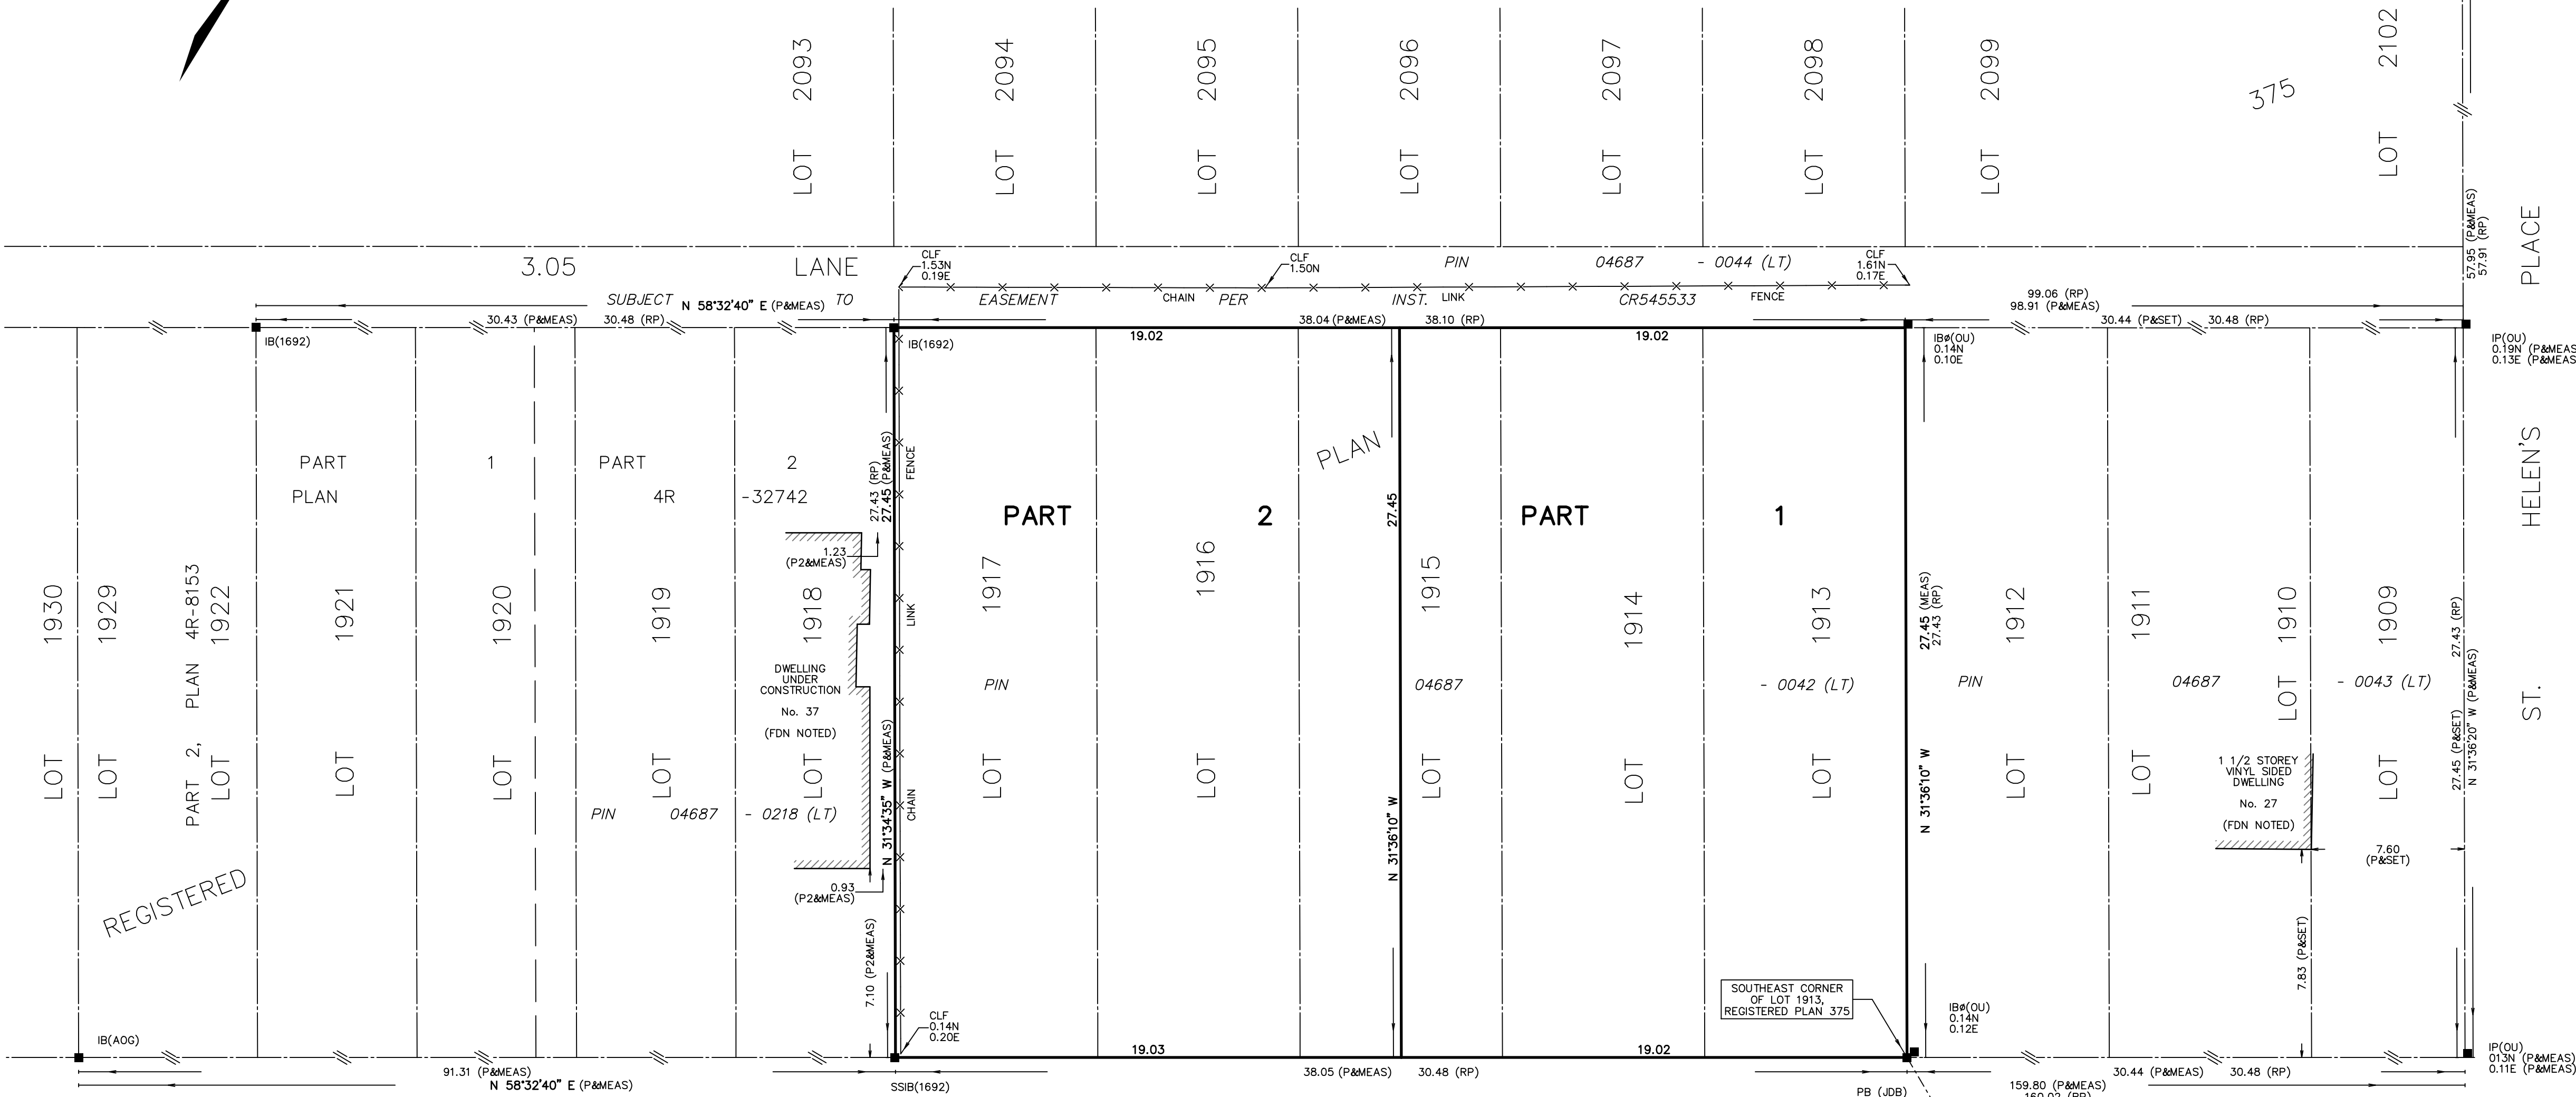 LOT 2093
LOT 2094
LOT 2095
LOT 2096
LOT 2097
LOT 2098
LOT 2099
375
LOT 2102
57.95 (P&MEAS)
57.91 (RP)
ST. HELEN'S PLACE
3.05 LANE
CLF
1.53N
0.19E
CLF
1.50N
PIN 04687 - 0044 (LT)
CLF
1.61N
0.17E
SUBJECT TO EASEMENT PER INST. CR545533
CHAIN LINK FENCE
N 58°32'40" E (P&MEAS)
30.43 (P&MEAS) 30.48 (RP)
38.04 (P&MEAS) 38.10 (RP)
99.06 (RP)
98.91 (P&MEAS)
30.44 (P&SET) 30.48 (RP)
IB(1692)
IB(1692)
19.02
19.02
IBø(OU)
0.14N
0.10E
IP(OU)
0.19N (P&MEAS
0.13E (P&MEAS
PART 1
PART 2
PLAN 4R -32742
27.43 (RP)
27.45 (P&MEAS)
FENCE
LINK
CHAIN
PLAN
PART 2
27.45
PART 1
1.23
(P2&MEAS)
LOT 1930
LOT 1929
PART 2, PLAN 4R-8153
LOT 1922
LOT 1921
LOT 1920
LOT 1919
LOT 1918
LOT 1917
LOT 1916
LOT 1915
LOT 1914
LOT 1913
27.45 (MEAS)
27.43 (RP)
LOT 1912
LOT 1911
LOT 1910
LOT 1909
27.43 (RP)
27.45 (P&SET)
N 31°36'20" W (P&MEAS)
DWELLING
UNDER
CONSTRUCTION
No. 37
(FDN NOTED)
PIN 04687 - 0042 (LT)
PIN 04687 - 0043 (LT)
N 31°34'35" W (P&MEAS)
N 31°36'10" W
N 31°36'10" W
1 1/2 STOREY
VINYL SIDED
DWELLING
No. 27
(FDN NOTED)
PIN 04687 - 0218 (LT)
7.60
(P&SET)
REGISTERED
0.93
(P2&MEAS)
7.10 (P2&MEAS)
7.83 (P&SET)
SOUTHEAST CORNER
OF LOT 1913,
REGISTERED PLAN 375
CLF
0.14N
0.20E
IBø(OU)
0.14N
0.12E
IB(AOG)
19.03
19.02
IP(OU)
013N (P&MEAS)
0.11E (P&MEAS
91.31 (P&MEAS)
N 58°32'40" E (P&MEAS)
38.05 (P&MEAS) 30.48 (RP)
30.44 (P&MEAS) 30.48 (RP)
SSIB(1692)
PB (JDB)
159.80 (P&MEAS)
160.02 (RP)